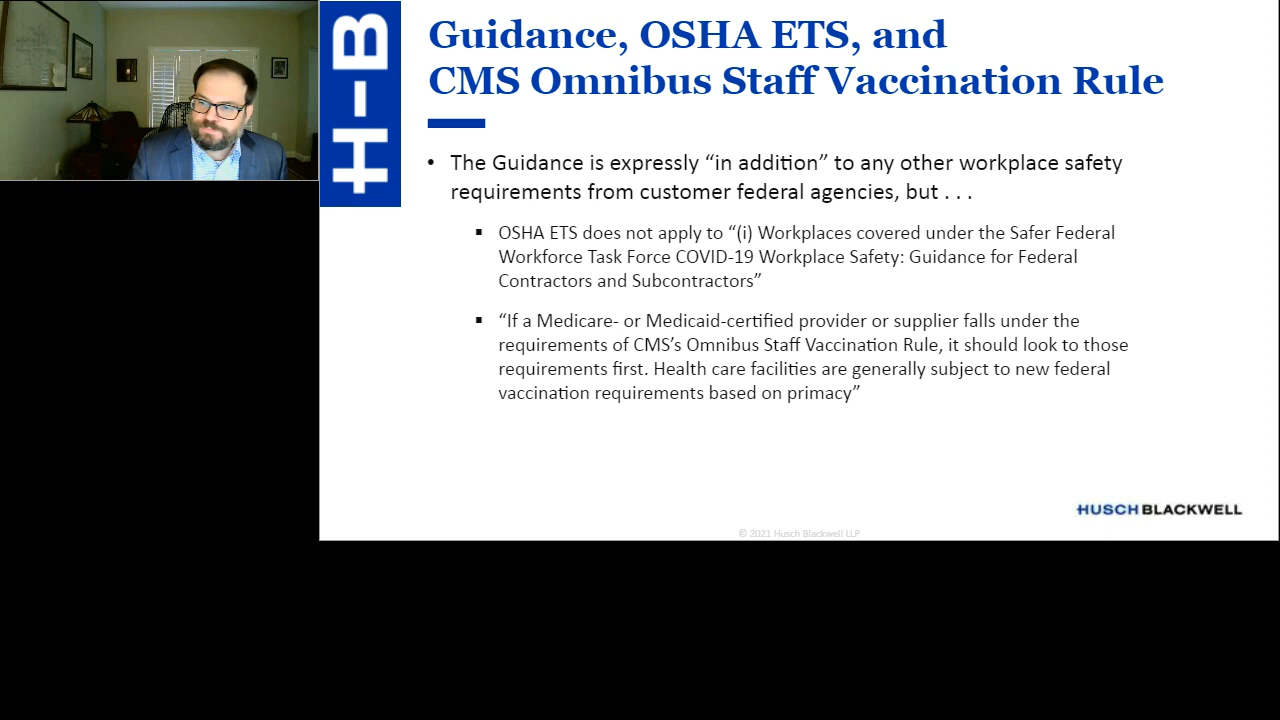 H-B
Guidance, OSHA ETS, and
CMS Omnibus Staff Vaccination Rule
• The Guidance is expressly “in addition” to any other workplace safety
requirements from customer federal agencies, but . . .
▪ OSHA ETS does not apply to “(i) Workplaces covered under the Safer Federal
Workforce Task Force COVID-19 Workplace Safety: Guidance for Federal
Contractors and Subcontractors”
▪ “If a Medicare- or Medicaid-certified provider or supplier falls under the
requirements of CMS’s Omnibus Staff Vaccination Rule, it should look to those
requirements first. Health care facilities are generally subject to new federal
vaccination requirements based on primacy”
HUSCH BLACKWELL
© 2021 Husch Blackwell LLP